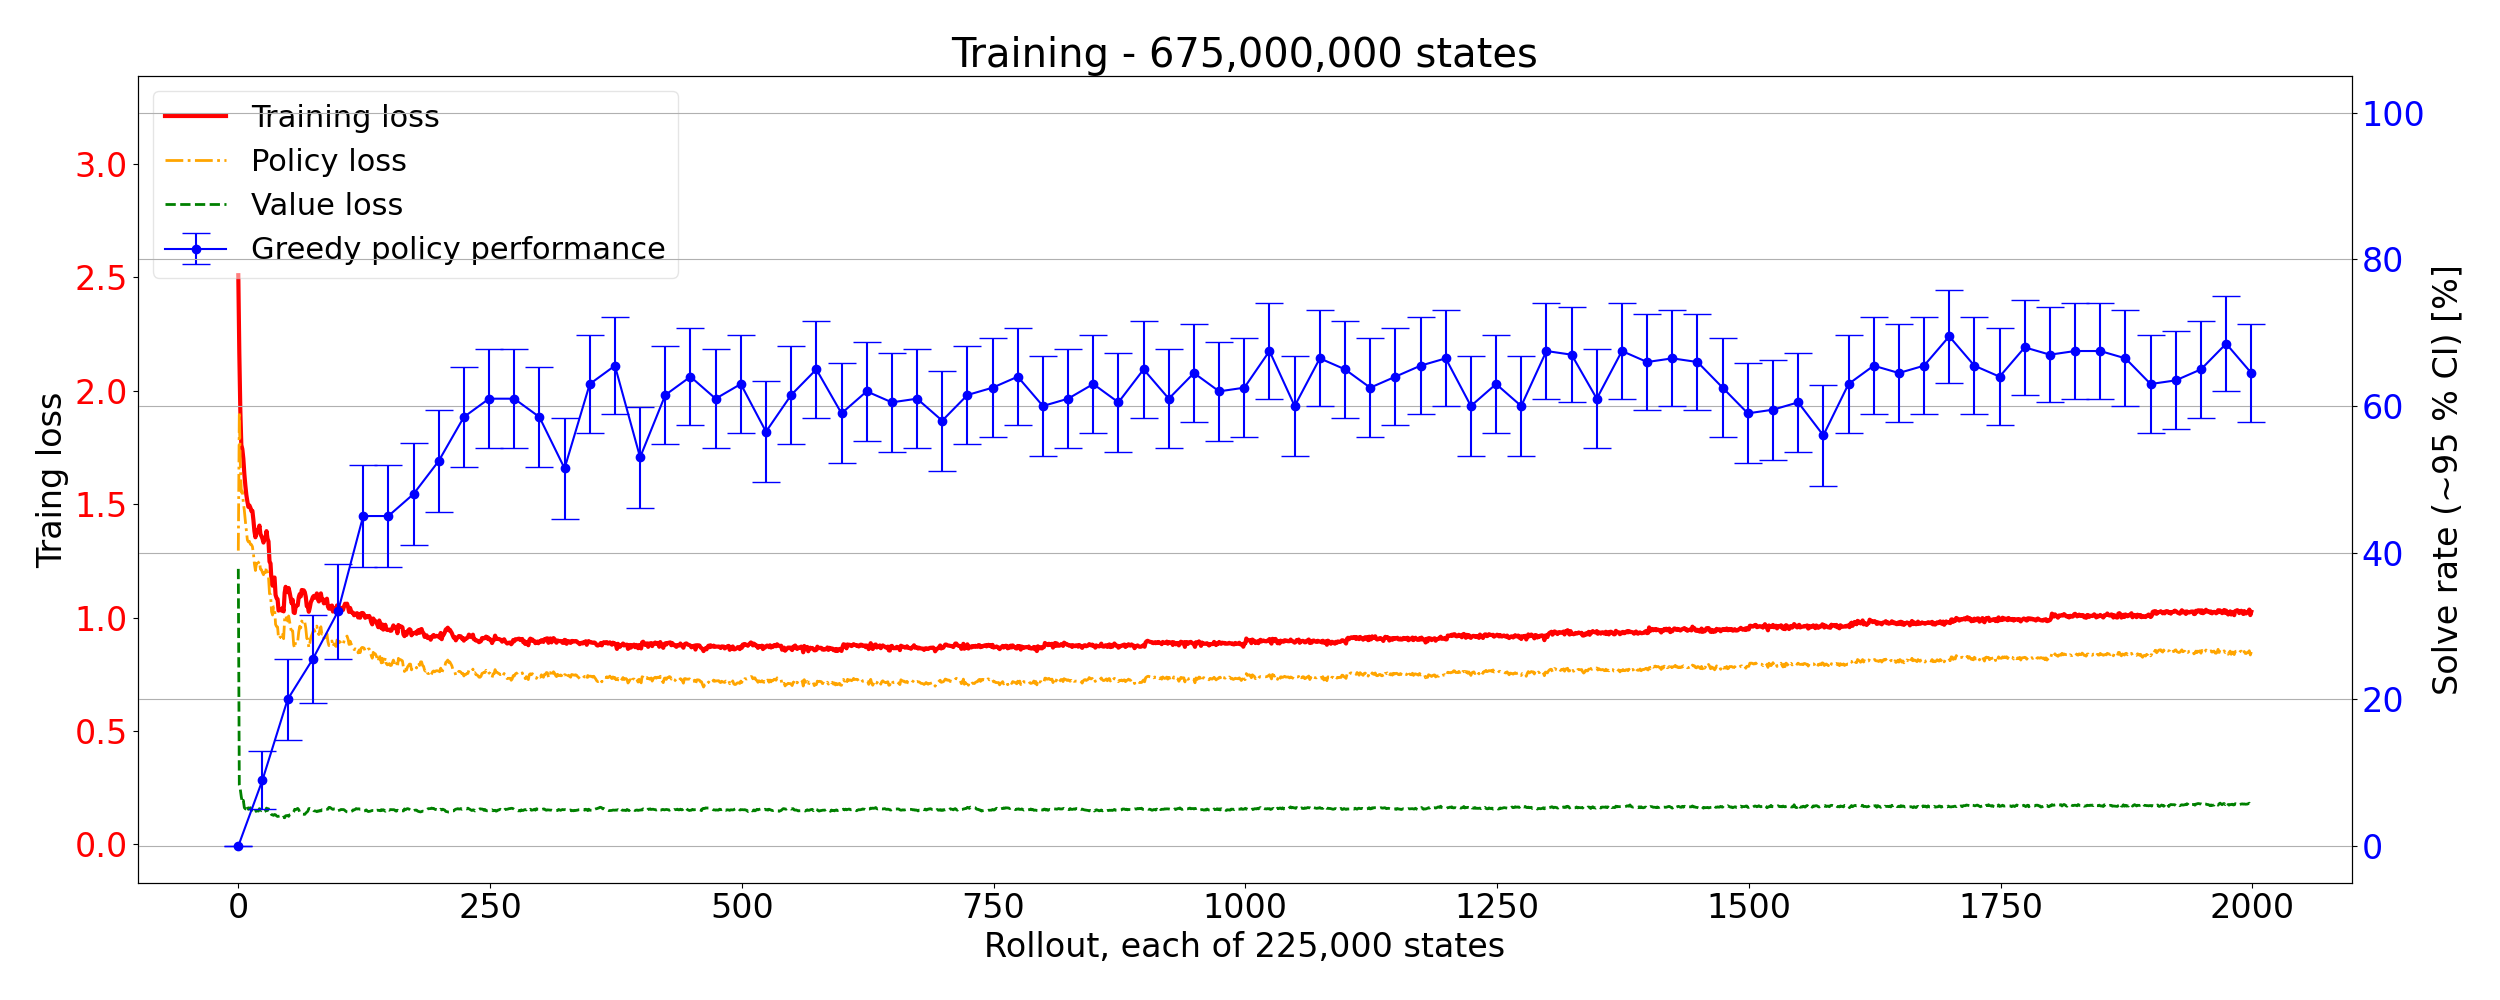 Training - 675,000,000 states
Training loss
Policy loss
Value loss
Greedy policy performance
Traing loss
3.0
2.5
2.0
1.5
1.0
0.5
0.0
100
80
60
40
20
0
Solve rate (~95 % CI) [%]
0 250 500 750 1000 1250 1500 1750 2000
Rollout, each of 225,000 states